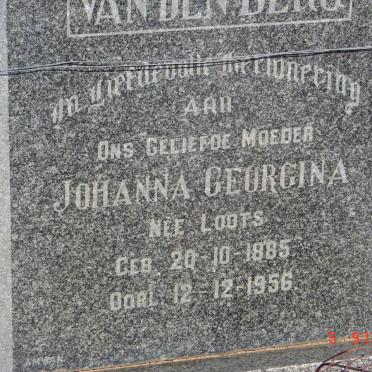 VAN DEN BERG
In Liefdevolle Herinnering
AAN
ONS GELIEFDE MOEDER
JOHANNA GEORGINA
NEE LOOTS
GEB. 20-10-1885
OORL. 12-12-1956.